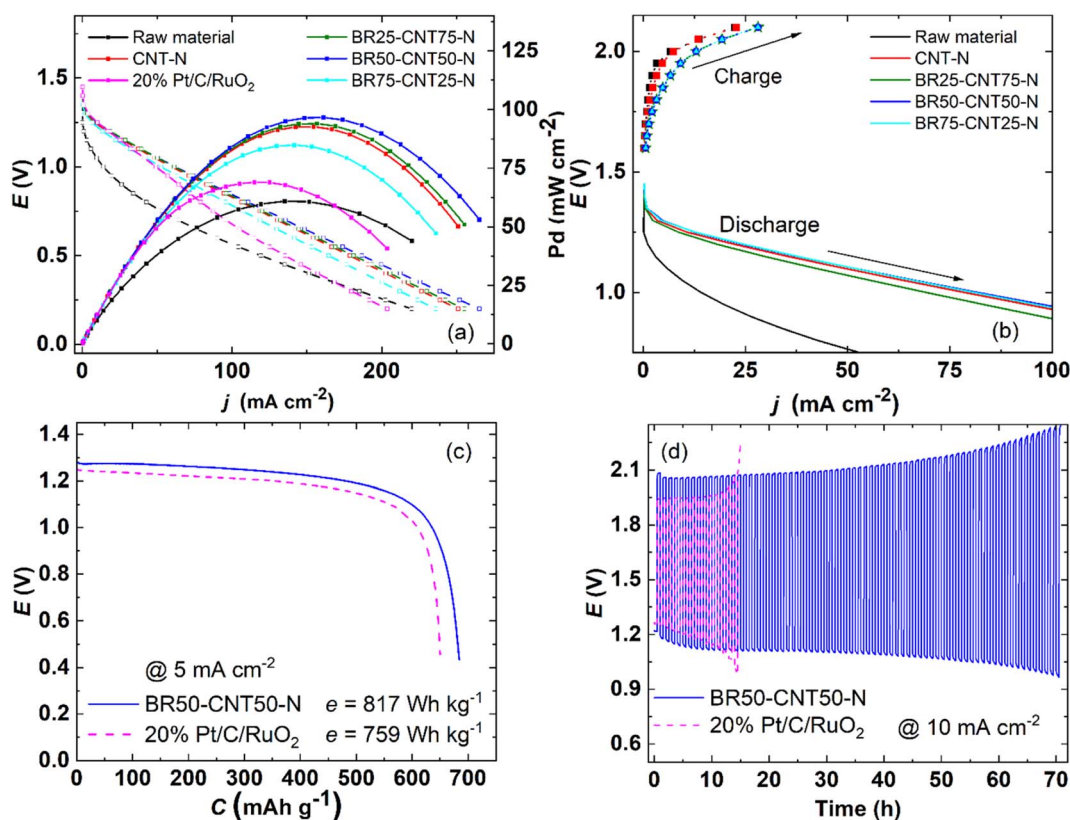 (a)
Raw material
CNT-N
20% Pt/C/RuO₂
BR25-CNT75-N
BR50-CNT50-N
BR75-CNT25-N
E (V)
1.5
1.0
0.5
0.0
Pd (mW cm⁻²)
125
100
75
50
25
0
0 100 200
j (mA cm⁻²)
(b)
Raw material
CNT-N
BR25-CNT75-N
BR50-CNT50-N
BR75-CNT25-N
Charge
Discharge
E (V)
2.0
1.5
1.0
0 25 50 75 100
j (mA cm⁻²)
(c)
E (V)
1.4
1.2
1.0
0.8
0.6
0.4
0.2
0.0
@ 5 mA cm⁻²
BR50-CNT50-N e = 817 Wh kg⁻¹
20% Pt/C/RuO₂ e = 759 Wh kg⁻¹
0 100 200 300 400 500 600 700
C (mAh g⁻¹)
(d)
E (V)
2.1
1.8
1.5
1.2
0.9
0.6
BR50-CNT50-N
20% Pt/C/RuO₂ @ 10 mA cm⁻²
0 10 20 30 40 50 60 70
Time (h)